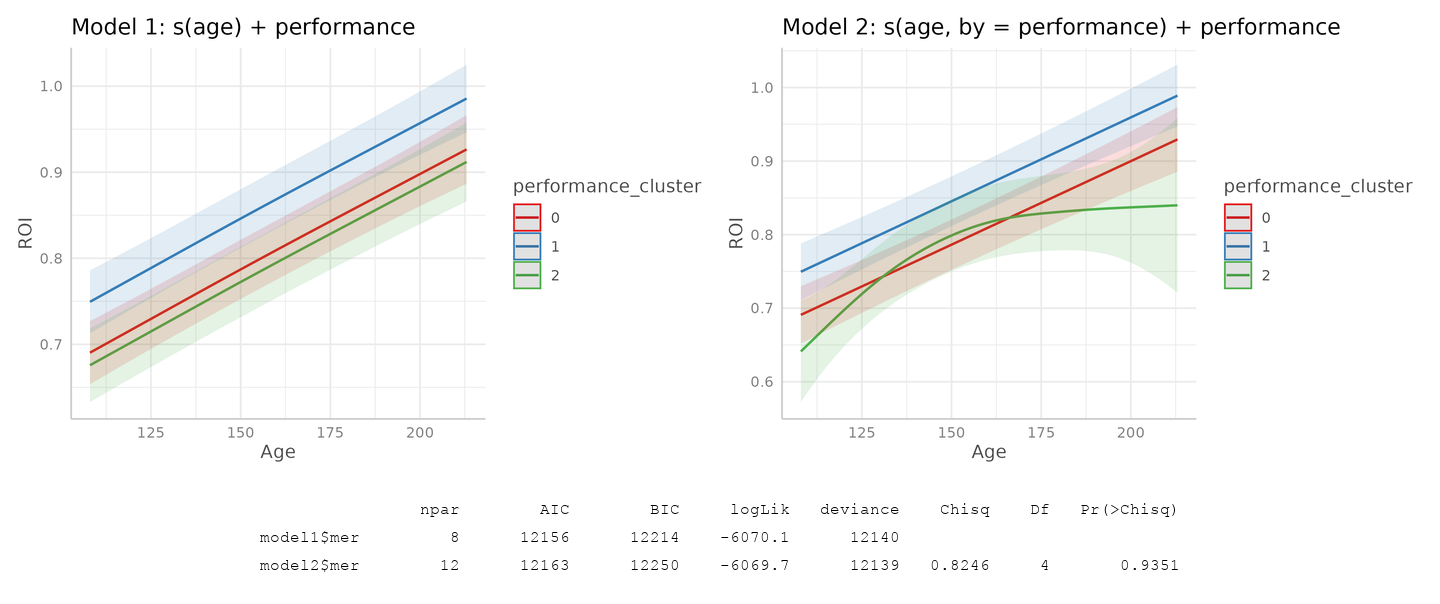 Model 1: s(age) + performance
1.0
0.9
0.8
0.7
ROI
125 150 175 200
Age
performance_cluster
0
1
2
Model 2: s(age, by = performance) + performance
1.0
0.9
0.8
0.7
0.6
ROI
125 150 175 200
Age
performance_cluster
0
1
2
npar AIC BIC logLik deviance Chisq Df Pr(>Chisq)
model1$mer 8 12156 12214 -6070.1 12140
model2$mer 12 12163 12250 -6069.7 12139 0.8246 4 0.9351